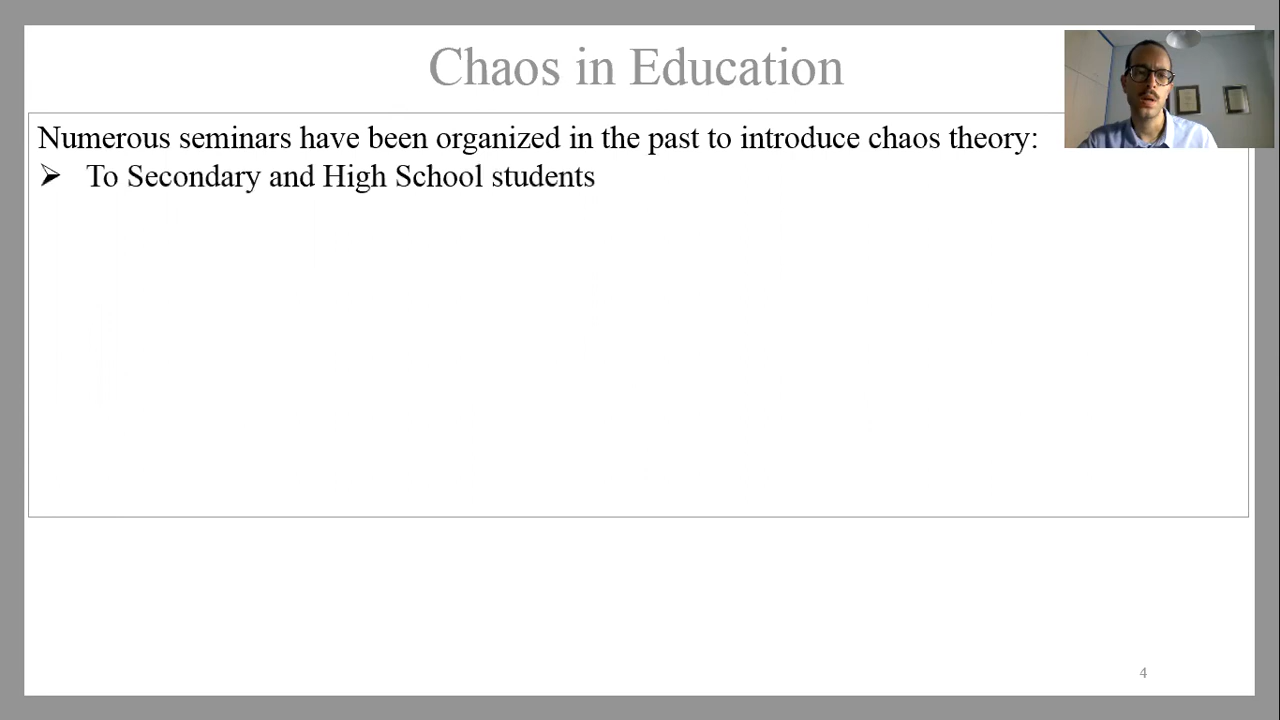 Chaos in Education
Numerous seminars have been organized in the past to introduce chaos theory:
➢ To Secondary and High School students
4